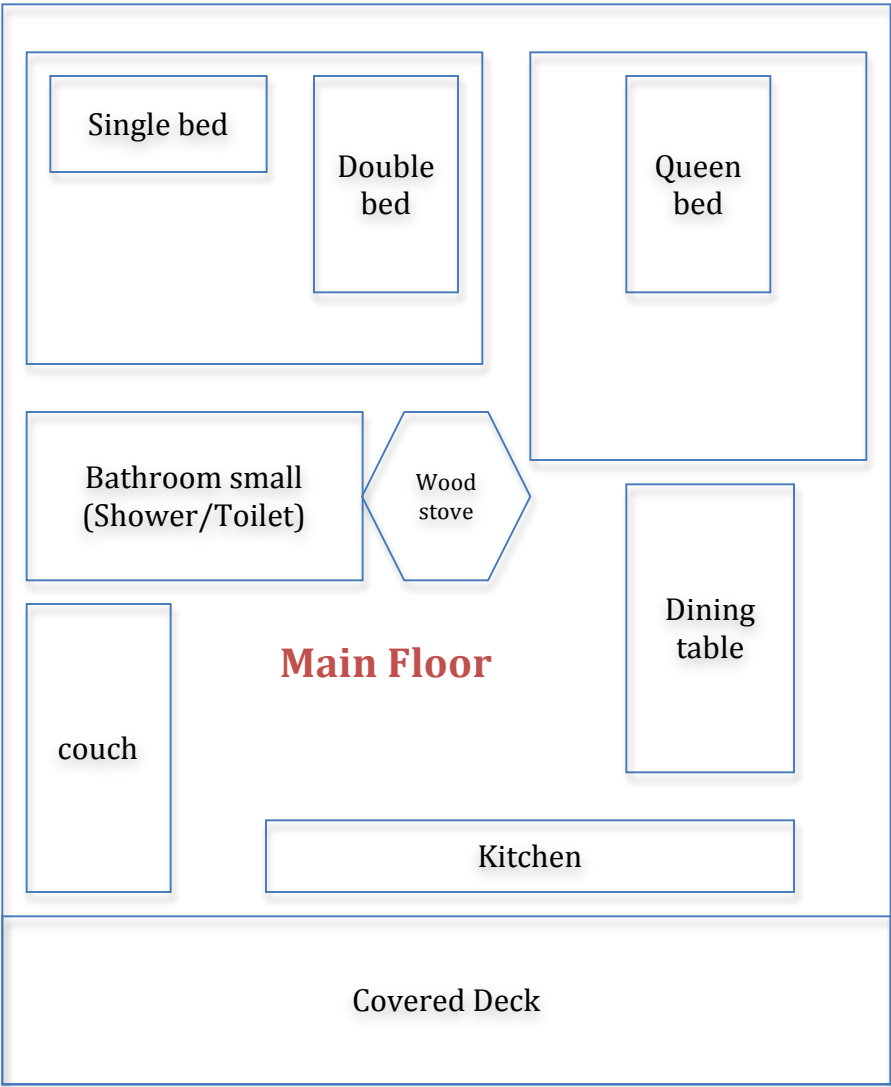 Single bed
Double
bed
Queen
bed
Bathroom small
(Shower/Toilet)
Wood
stove
Dining
table
Main Floor
couch
Kitchen
Covered Deck